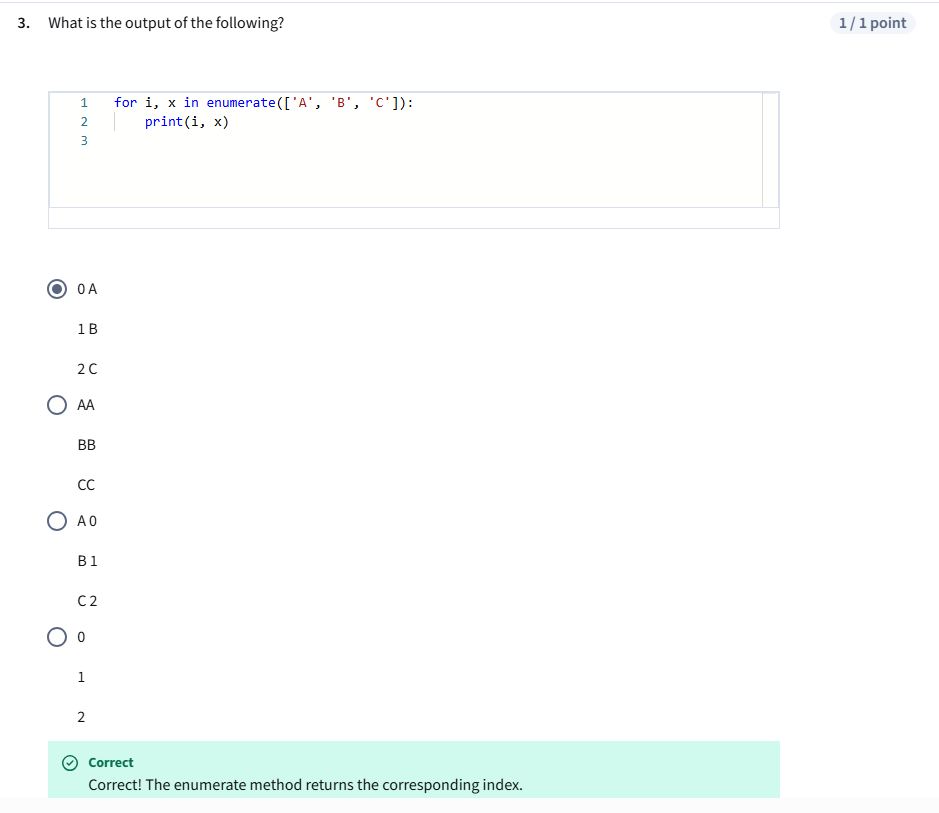 3. What is the output of the following?
1 / 1 point
1 for i, x in enumerate(['A', 'B', 'C']):
2     print(i, x)
3
0 A
1 B
2 C
AA
BB
CC
A 0
B 1
C 2
0
1
2
Correct
Correct! The enumerate method returns the corresponding index.